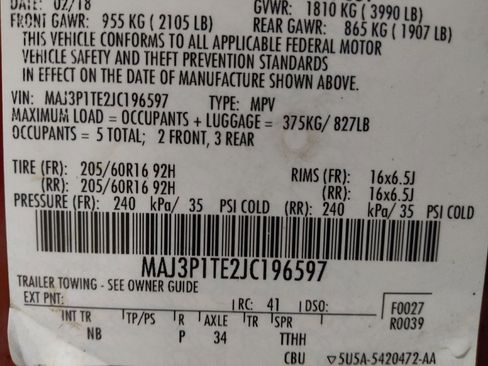 DATE: 02/18 GVWR: 1810 KG ( 3990 LB)
FRONT GAWR: 955 KG ( 2105 LB) REAR GAWR: 865 KG ( 1907 LB)
THIS VEHICLE CONFORMS TO ALL APPLICABLE FEDERAL MOTOR
VEHICLE SAFETY AND THEFT PREVENTION STANDARDS
IN EFFECT ON THE DATE OF MANUFACTURE SHOWN ABOVE.
VIN: MAJ3P1TE2JC196597 TYPE: MPV
MAXIMUM LOAD = OCCUPANTS + LUGGAGE = 375KG/ 827LB
OCCUPANTS = 5 TOTAL; 2 FRONT, 3 REAR
TIRE (FR): 205/60R16 92H RIMS (FR): 16x6.5J
(RR): 205/60R16 92H (RR): 16x6.5J
PRESSURE (FR): 240 kPa/ 35 PSI COLD (RR): 240 kPa/ 35 PSI COLD
MAJ3P1TE2JC196597
TRAILER TOWING - SEE OWNER GUIDE
EXT PNT: RC: 41 DSO: F0027
INT TR TP/PS R AXLE TR SPR R0039
NB P 34 TTHH
CBU ▽5U5A-5420472-AA